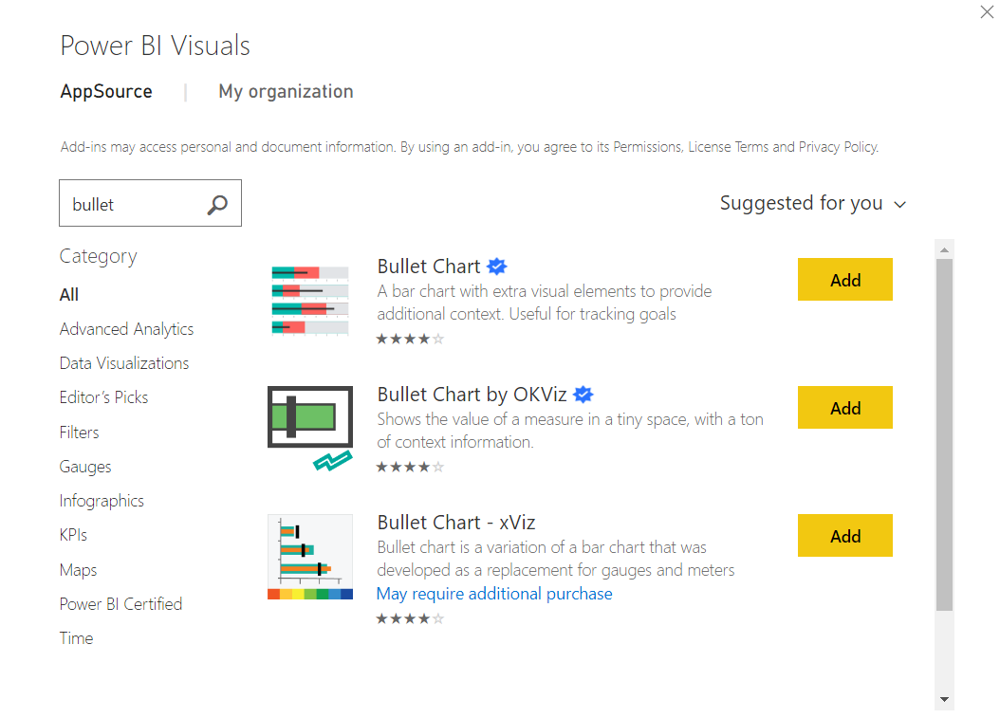 Power BI Visuals
AppSource | My organization
Add-ins may access personal and document information. By using an add-in, you agree to its Permissions, License Terms and Privacy Policy.
bullet
Suggested for you
Category
All
Advanced Analytics
Data Visualizations
Editor's Picks
Filters
Gauges
Infographics
KPIs
Maps
Power BI Certified
Time
Bullet Chart
A bar chart with extra visual elements to provide
additional context. Useful for tracking goals
Add
Bullet Chart by OKViz
Shows the value of a measure in a tiny space, with a ton
of context information.
Add
Bullet Chart - xViz
Bullet chart is a variation of a bar chart that was
developed as a replacement for gauges and meters
May require additional purchase
Add